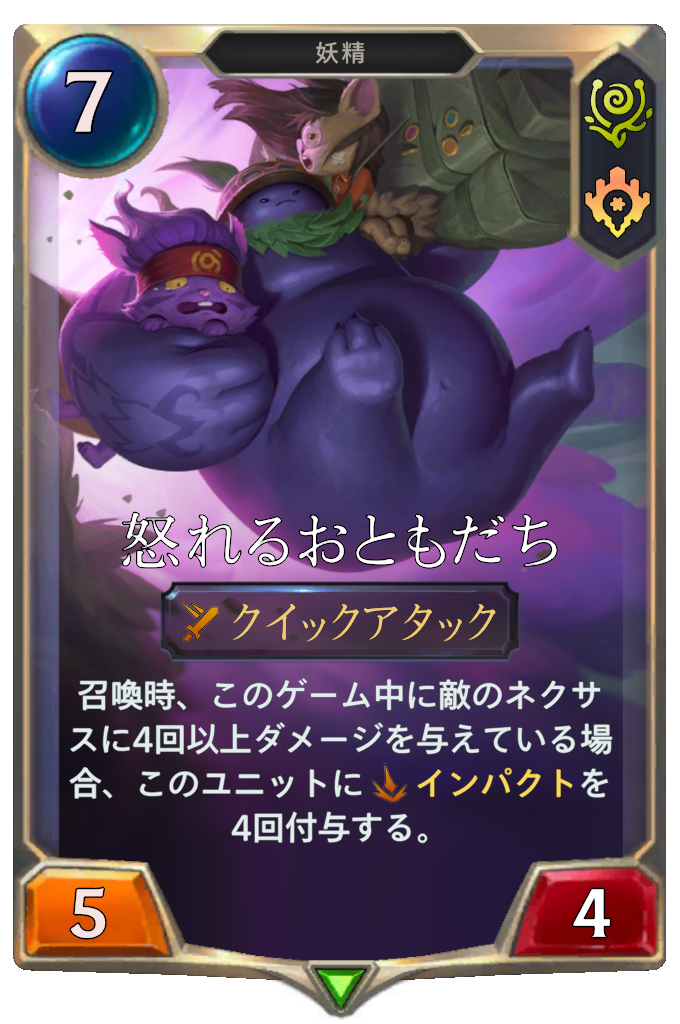 7
妖精
怒れるおともだち
クイックアタック
召喚時、このゲーム中に敵のネクサ
スに4回以上ダメージを与えている場
合、このユニットにインパクトを
4回付与する。
5
4